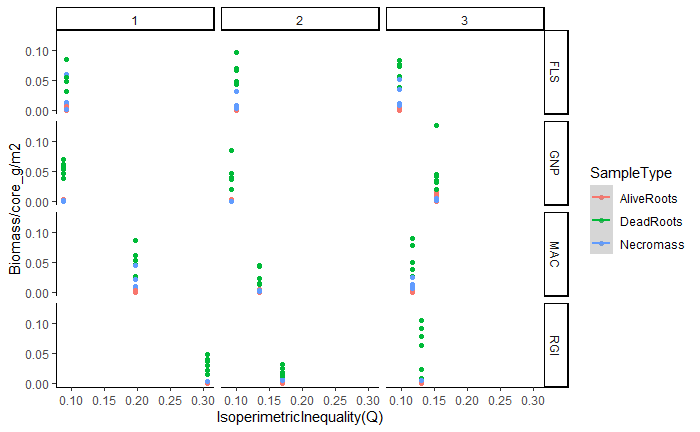 1 2 3
0.10
0.05
0.00
FLS
0.10
0.05
0.00
GNP
0.10
0.05
0.00
MAC
0.10
0.05
0.00
RGI
Biomass/core_g/m2
0.10 0.15 0.20 0.25 0.30 0.10 0.15 0.20 0.25 0.30 0.10 0.15 0.20 0.25 0.30
IsoperimetricInequality(Q)
SampleType
AliveRoots
DeadRoots
Necromass